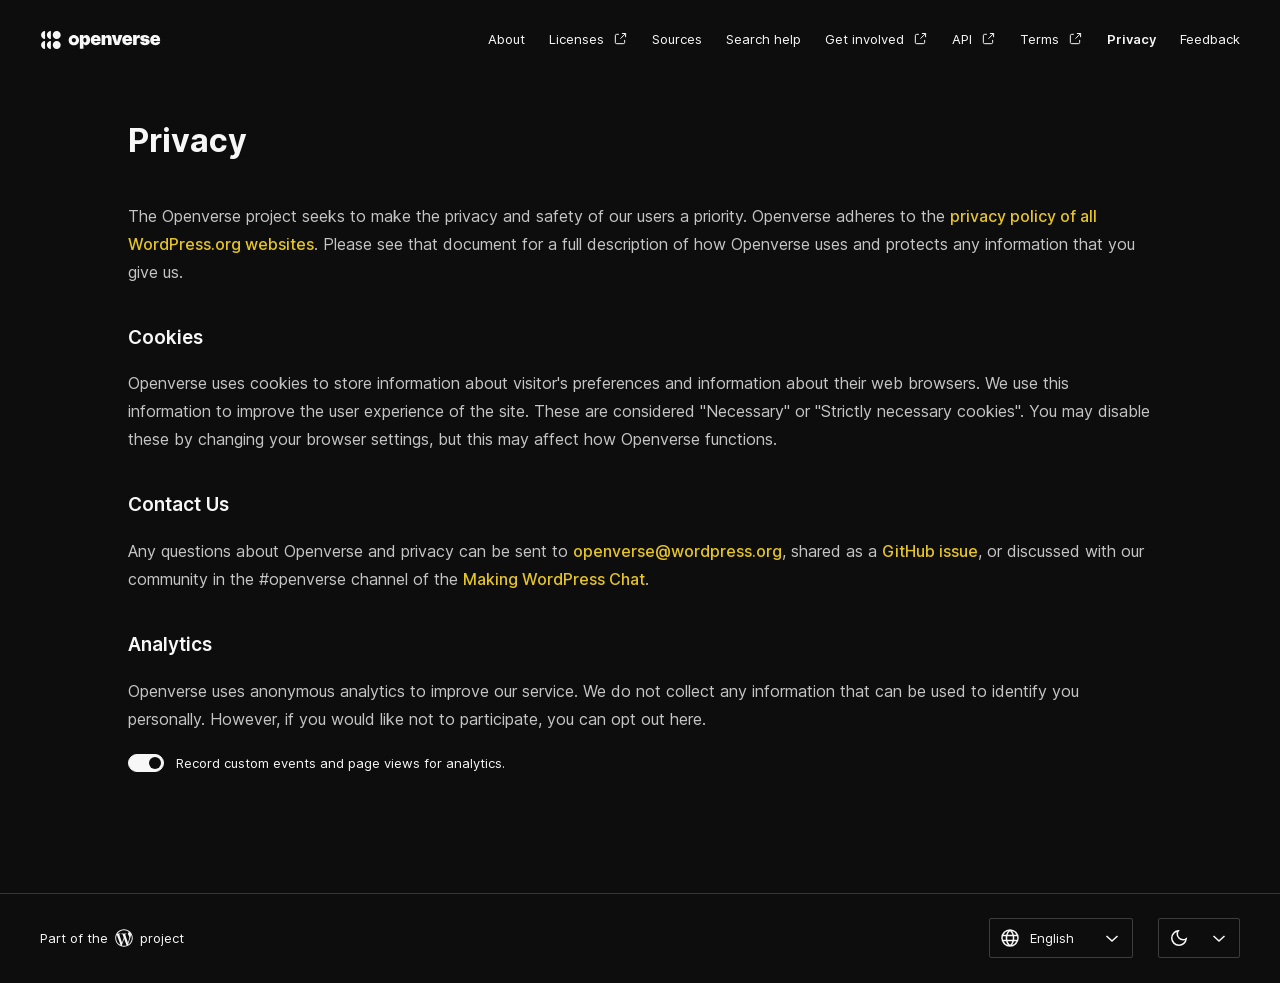 openverse
About Licenses Sources Search help Get involved API Terms Privacy Feedback
Privacy
The Openverse project seeks to make the privacy and safety of our users a priority. Openverse adheres to the privacy policy of all
WordPress.org websites. Please see that document for a full description of how Openverse uses and protects any information that you
give us.
Cookies
Openverse uses cookies to store information about visitor's preferences and information about their web browsers. We use this
information to improve the user experience of the site. These are considered "Necessary" or "Strictly necessary cookies". You may disable
these by changing your browser settings, but this may affect how Openverse functions.
Contact Us
Any questions about Openverse and privacy can be sent to openverse@wordpress.org, shared as a GitHub issue, or discussed with our
community in the #openverse channel of the Making WordPress Chat.
Analytics
Openverse uses anonymous analytics to improve our service. We do not collect any information that can be used to identify you
personally. However, if you would like not to participate, you can opt out here.
Record custom events and page views for analytics.
Part of the project
English